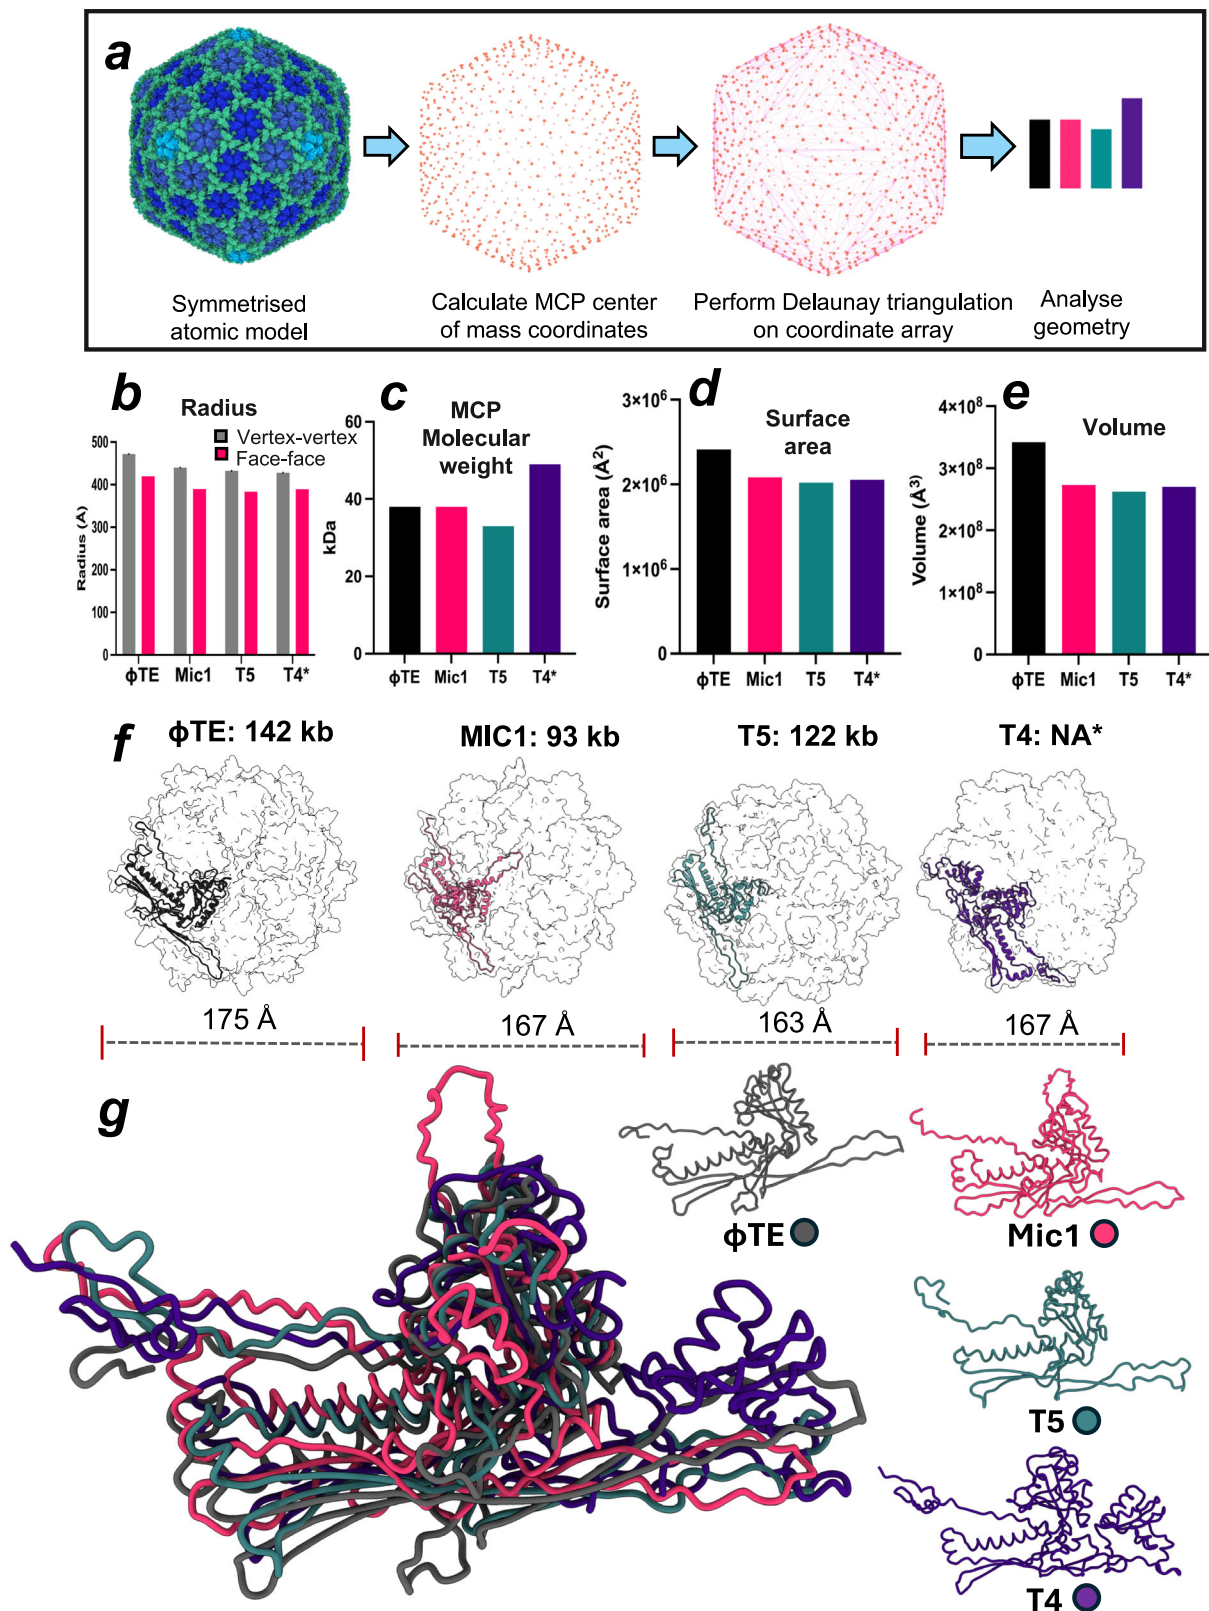 a
Symmetrised
atomic model
Calculate MCP center
of mass coordinates
Perform Delaunay triangulation
on coordinate array
Analyse
geometry
b
Radius
Vertex-vertex
Face-face
Radius (Å)
500
400
300
200
100
0
ϕTE
Mic1
T5
T4*
c
MCP
Molecular
weight
kDa
60
40
20
0
ϕTE
Mic1
T5
T4*
d
Surface
area
Surface area (Å²)
3×10⁶
2×10⁶
1×10⁶
0
ϕTE
Mic1
T5
T4*
e
Volume
Volume (Å³)
4×10⁸
3×10⁸
2×10⁸
1×10⁸
0
ϕTE
Mic1
T5
T4*
f
ϕTE: 142 kb
MIC1: 93 kb
T5: 122 kb
T4: NA*
175 Å
167 Å
163 Å
167 Å
g
ϕTE
Mic1
T5
T4